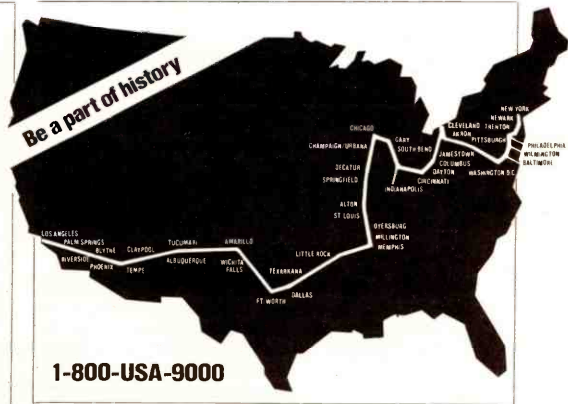 Be a part of history
NEW YORK
NEWARK
TRENTON
CLEVELAND
AKRON
PITTSBURGH
PHILADELPHIA
WILMINGTON
BALTIMORE
WASHINGTON D.C.
CHICAGO
GARY
SOUTH BEND
CHAMPAIGN/URBANA
JAMESTOWN
COLUMBUS
DAYTON
CINCINNATI
INDIANAPOLIS
DECATUR
SPRINGFIELD
ALTON
ST LOUIS
DYERSBURG
MILLINGTON
MEMPHIS
LOS ANGELES
PALM SPRINGS
BLYTHE
RIVERSIDE
PHOENIX
CLAYPOOL
TEMPE
TUCUMARI
ALBUQUERQUE
AMARILLO
WICHITA
FALLS
LITTLE ROCK
TEXARKANA
DALLAS
FT. WORTH
1-800-USA-9000